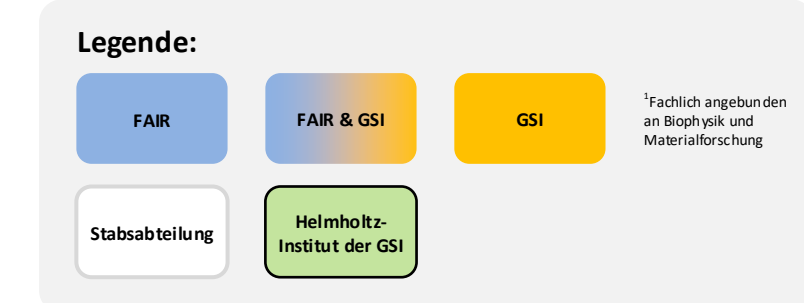 Legende:
FAIR
FAIR & GSI
GSI
¹Fachlich angebunden
an Biophysik und
Materialforschung
Stabsabteilung
Helmholtz-
Institut der GSI